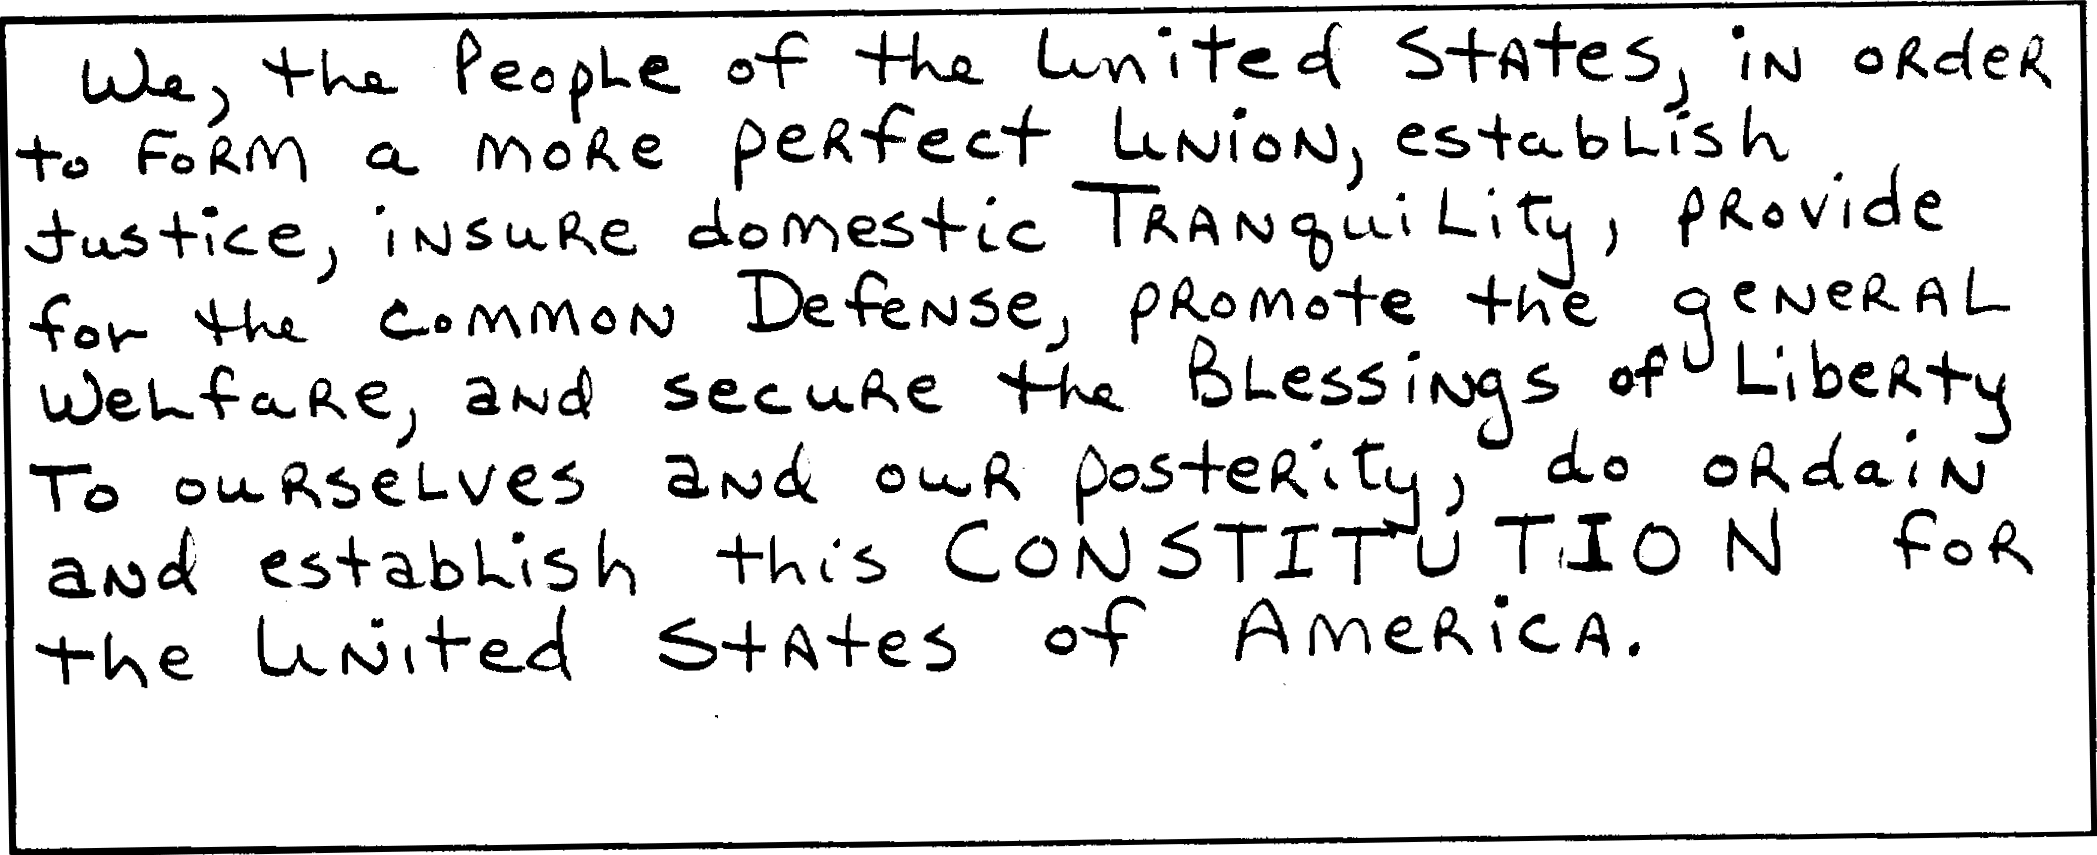 We, the People of the United States, in order
to form a more perfect Union, establish
Justice, insure domestic Tranquility, provide
for the common Defense, promote the general
Welfare, and secure the Blessings of Liberty
To ourselves and our posterity, do ordain
and establish this CONSTITUTION for
the United States of America.